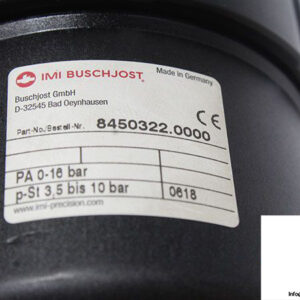 IMI BUSCHJOST
Made in Germany
Buschjost GmbH
D-32545 Bad Oeynhausen
CE
Part-No./Bestell-Nr. 8450322.0000
PA 0-16 bar
p-St 3,5 bis 10 bar 0618
www.imi-precision.com